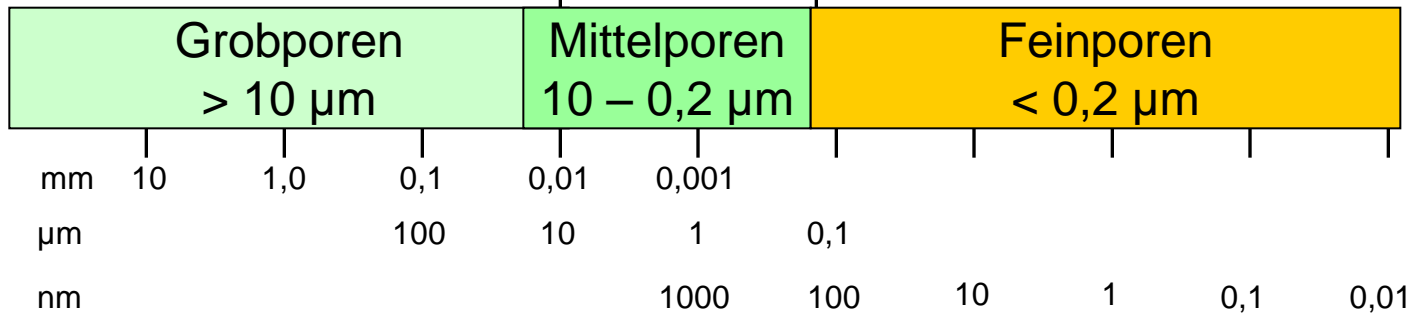 Grobporen
> 10 µm
Mittelporen
10 – 0,2 µm
Feinporen
< 0,2 µm
mm 10 1,0 0,1 0,01 0,001
µm 100 10 1 0,1
nm 1000 100 10 1 0,1 0,01